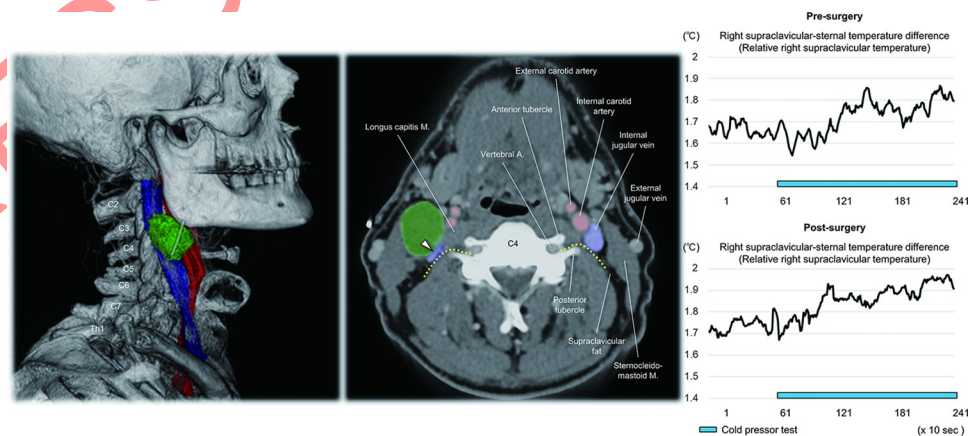 C2
C3
C4
C5
C6
C7
Th1
External carotid artery
Anterior tubercle
Internal carotid
artery
Longus capitis M.
Internal
jugular vein
Vertebral A.
External
jugular vein
C4
Posterior
tubercle
Supraclavicular
fat
Sternocleido-
mastoid M.
Pre-surgery
(℃) Right supraclavicular-sternal temperature difference
(Relative right supraclavicular temperature)
2
1.9
1.8
1.7
1.6
1.5
1.4
1 61 121 181 241
Post-surgery
(℃) Right supraclavicular-sternal temperature difference
(Relative right supraclavicular temperature)
2
1.9
1.8
1.7
1.6
1.5
1.4
1 61 121 181 241
Cold pressor test (x 10 sec )